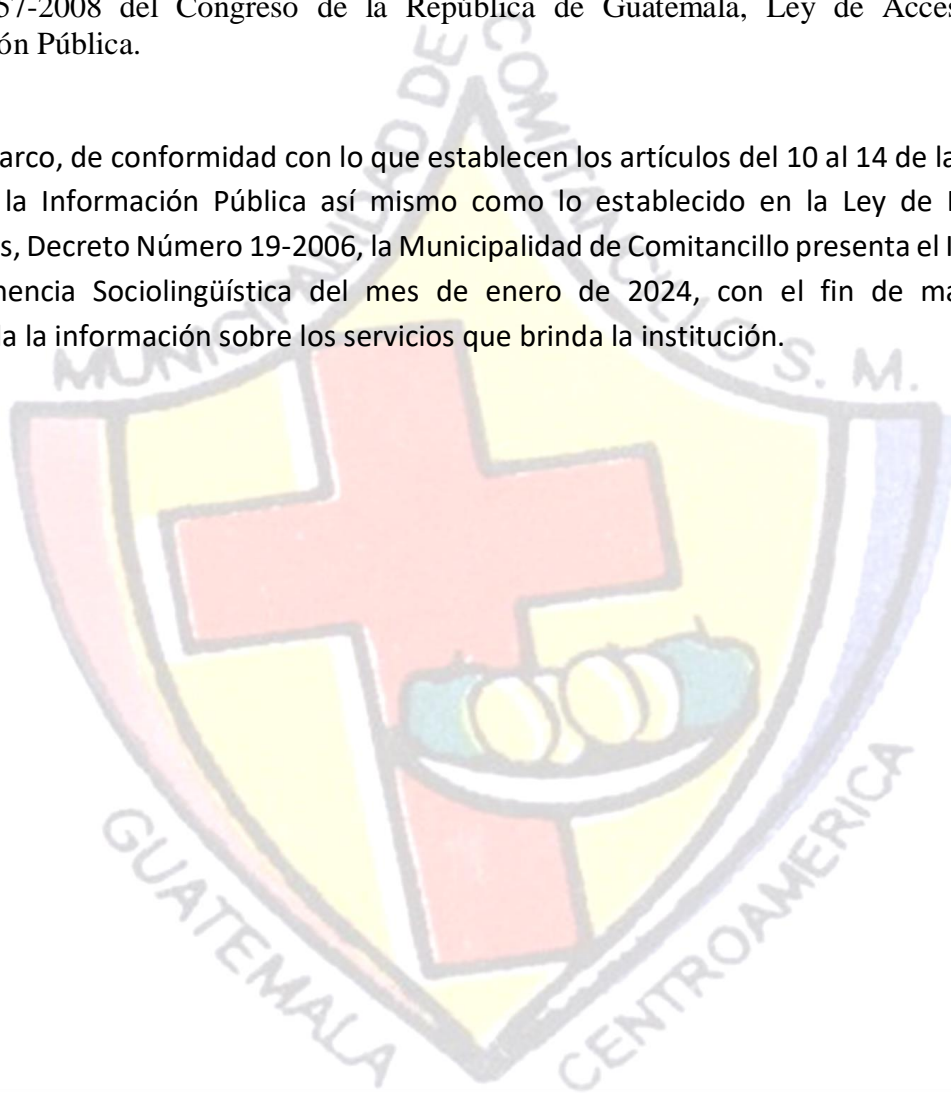 57-2008 del Congreso de la República de Guatemala, Ley de Acces
ón Pública.
arco, de conformidad con lo que establecen los artículos del 10 al 14 de la
la Información Pública así mismo como lo establecido en la Ley de
s, Decreto Número 19-2006, la Municipalidad de Comitancillo presenta el
nencia Sociolingüística del mes de enero de 2024, con el fin de ma
la información sobre los servicios que brinda la institución.
MUNICIPALIDAD DE
COMITANCILLO S. M.
GUATEMALA
CENTROAMERICA